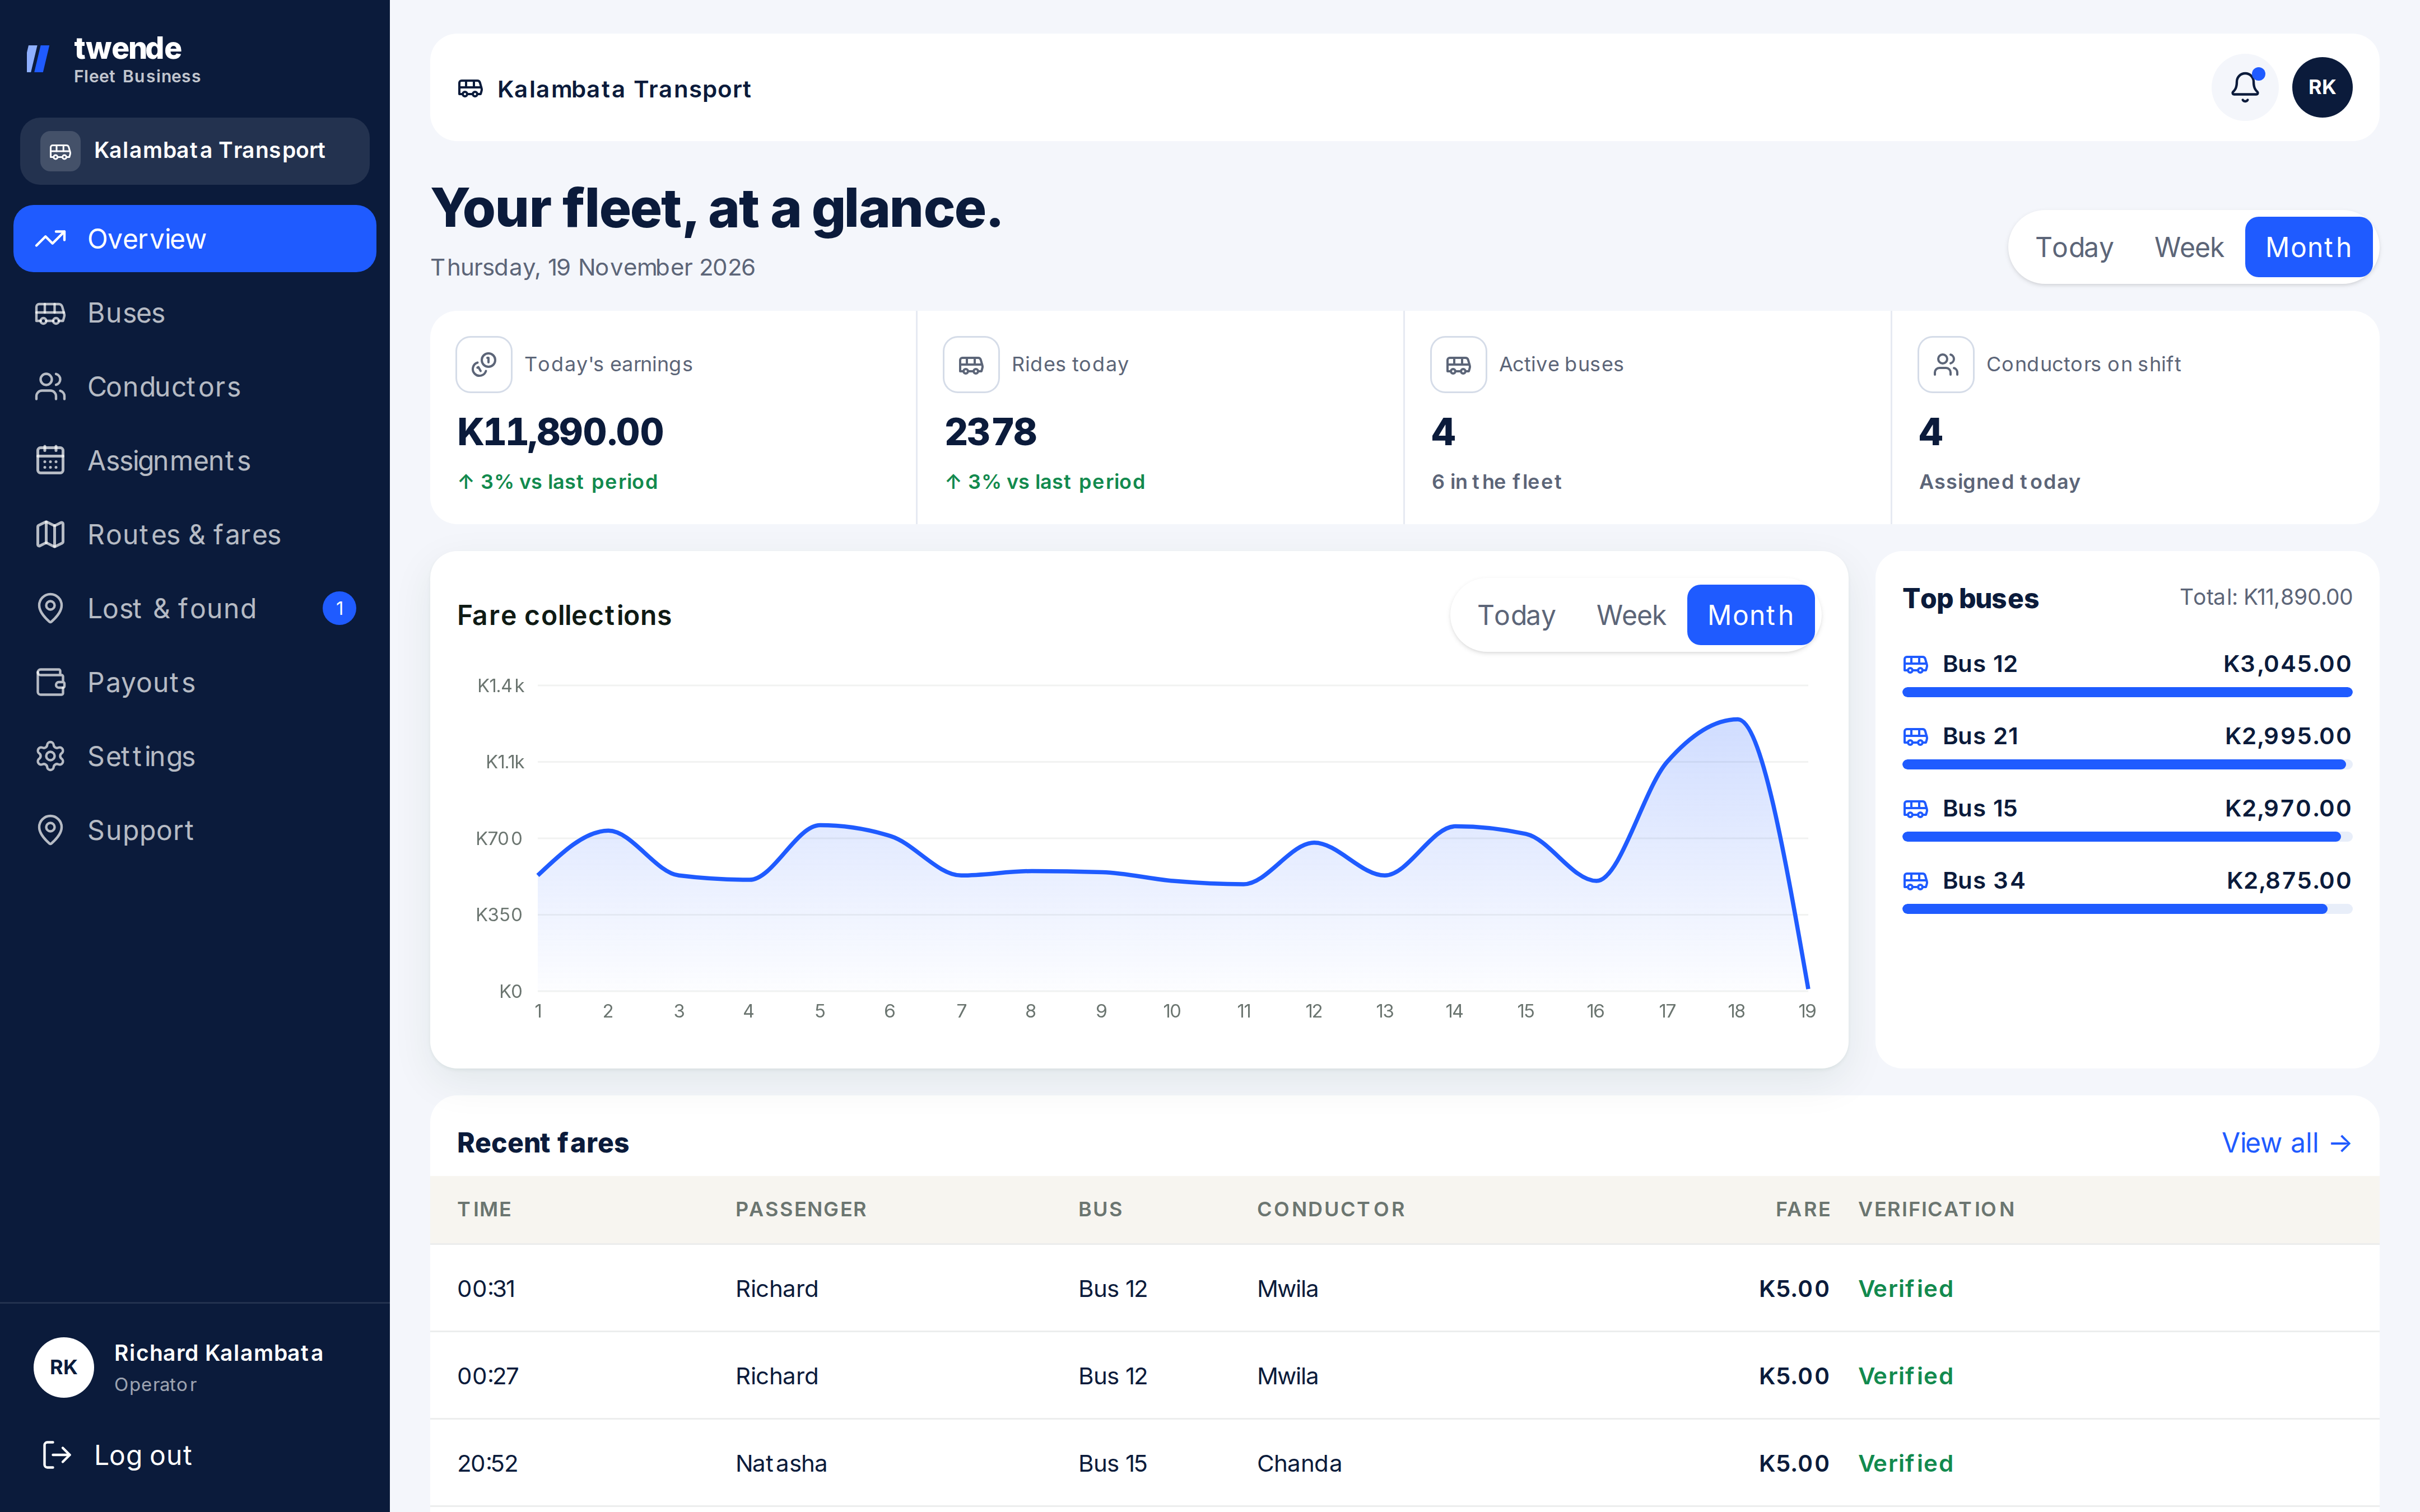 twende
Fleet Business
Kalambata Transport
Overview
Buses
Conductors
Assignments
Routes & fares
Lost & found 1
Payouts
Settings
Support
Richard Kalambata
RK
Operator
Log out
Kalambata Transport
RK
Your fleet, at a glance.
Thursday, 19 November 2026
Today Week Month
Today's earnings
K11,890.00
↑ 3% vs last period
Rides today
2378
↑ 3% vs last period
Active buses
4
6 in the fleet
Conductors on shift
4
Assigned today
Fare collections
Today Week Month
K1.4k
K1.1k
K700
K350
K0
1 2 3 4 5 6 7 8 9 10 11 12 13 14 15 16 17 18 19
Top buses Total: K11,890.00
Bus 12 K3,045.00
Bus 21 K2,995.00
Bus 15 K2,970.00
Bus 34 K2,875.00
Recent fares View all →
TIME PASSENGER BUS CONDUCTOR FARE VERIFICATION
00:31 Richard Bus 12 Mwila K5.00 Verified
00:27 Richard Bus 12 Mwila K5.00 Verified
20:52 Natasha Bus 15 Chanda K5.00 Verified